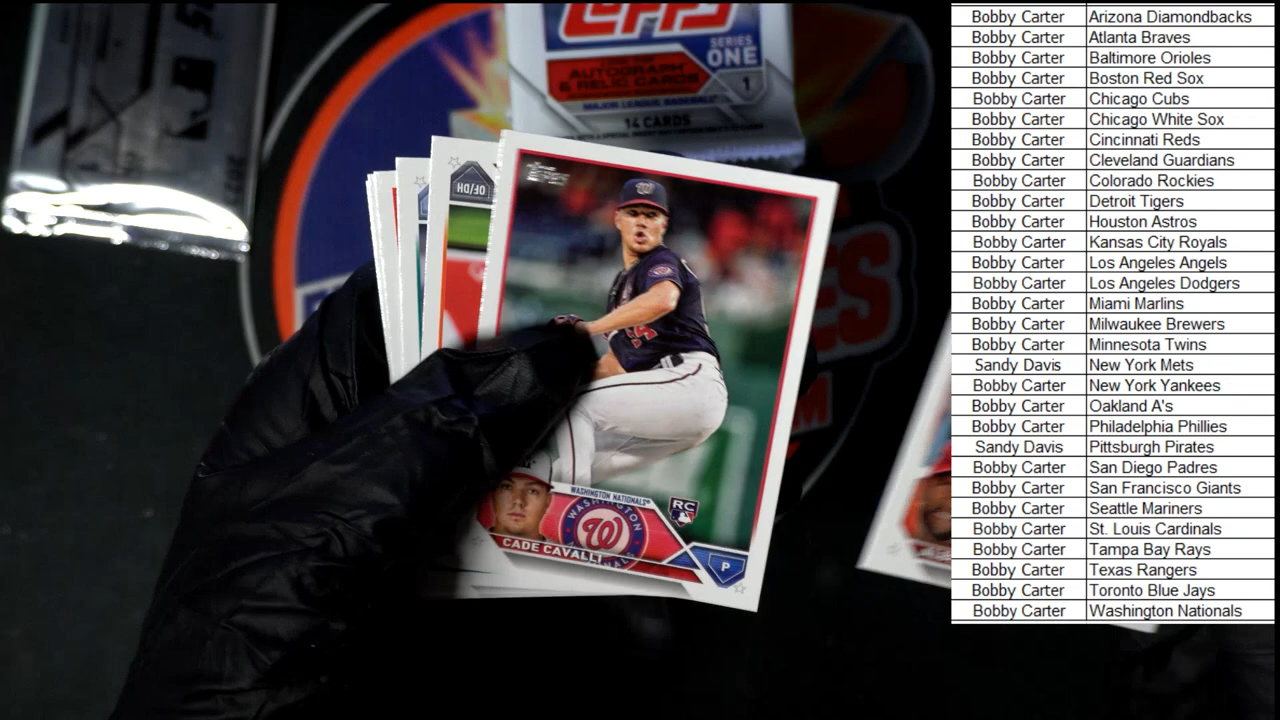 Topps
SERIES
ONE
AUTOGRAPH
& RELIC CARDS
1
MAJOR LEAGUE BASEBALL
14 CARDS
OF/DH
WASHINGTON NATIONALS
RC
WASHINGTON
W
NATIONALS
CADE CAVALLI
P
Bobby Carter Arizona Diamondbacks
Bobby Carter Atlanta Braves
Bobby Carter Baltimore Orioles
Bobby Carter Boston Red Sox
Bobby Carter Chicago Cubs
Bobby Carter Chicago White Sox
Bobby Carter Cincinnati Reds
Bobby Carter Cleveland Guardians
Bobby Carter Colorado Rockies
Bobby Carter Detroit Tigers
Bobby Carter Houston Astros
Bobby Carter Kansas City Royals
Bobby Carter Los Angeles Angels
Bobby Carter Los Angeles Dodgers
Bobby Carter Miami Marlins
Bobby Carter Milwaukee Brewers
Bobby Carter Minnesota Twins
Sandy Davis New York Mets
Bobby Carter New York Yankees
Bobby Carter Oakland A's
Bobby Carter Philadelphia Phillies
Sandy Davis Pittsburgh Pirates
Bobby Carter San Diego Padres
Bobby Carter San Francisco Giants
Bobby Carter Seattle Mariners
Bobby Carter St. Louis Cardinals
Bobby Carter Tampa Bay Rays
Bobby Carter Texas Rangers
Bobby Carter Toronto Blue Jays
Bobby Carter Washington Nationals